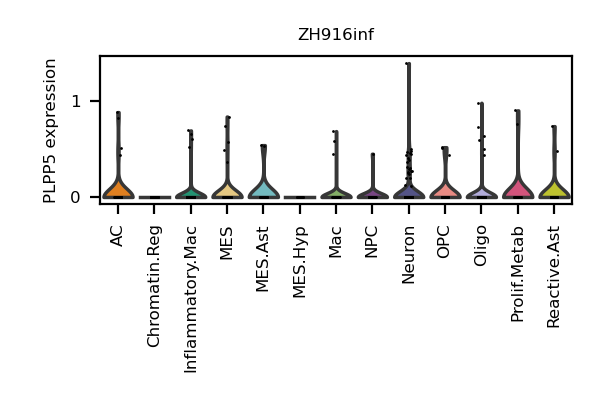 ZH916inf
PLPP5 expression
1
0
AC
Chromatin.Reg
Inflammatory.Mac
MES
MES.Ast
MES.Hyp
Mac
NPC
Neuron
OPC
Oligo
Prolif.Metab
Reactive.Ast